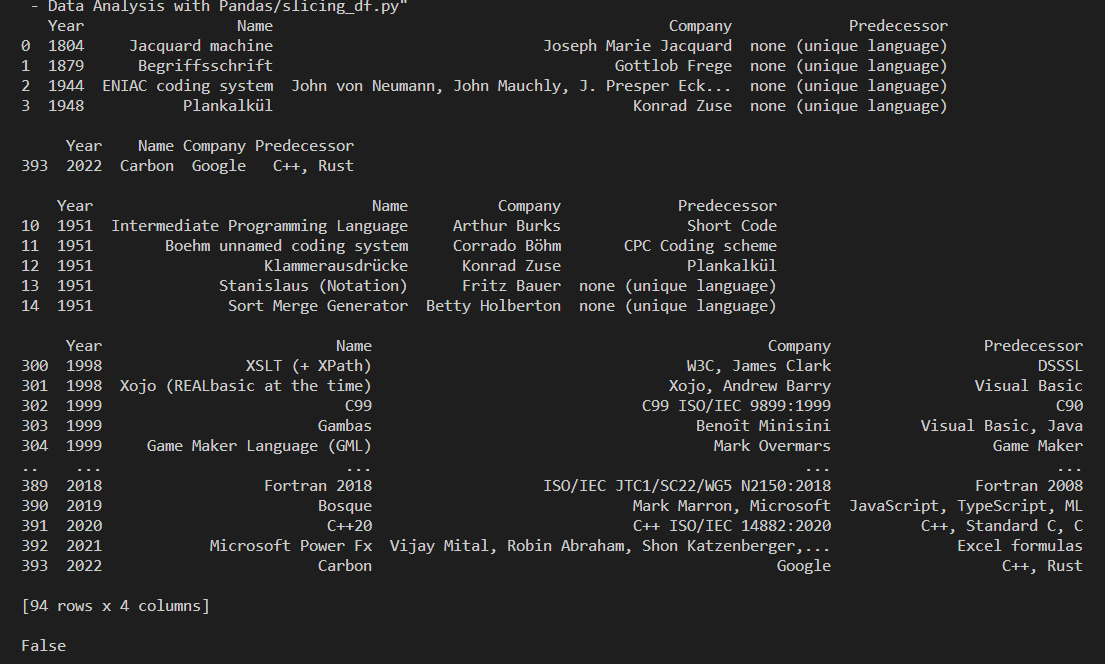 - Data Analysis with Pandas/slicing_df.py"
Year Name Company Predecessor
0 1804 Jacquard machine Joseph Marie Jacquard none (unique language)
1 1879 Begriffsschrift Gottlob Frege none (unique language)
2 1944 ENIAC coding system John von Neumann, John Mauchly, J. Presper Eck... none (unique language)
3 1948 Plankalkül Konrad Zuse none (unique language)
Year Name Company Predecessor
393 2022 Carbon Google C++, Rust
Year Name Company Predecessor
10 1951 Intermediate Programming Language Arthur Burks Short Code
11 1951 Boehm unnamed coding system Corrado Böhm CPC Coding scheme
12 1951 Klammerausdrücke Konrad Zuse Plankalkül
13 1951 Stanislaus (Notation) Fritz Bauer none (unique language)
14 1951 Sort Merge Generator Betty Holberton none (unique language)
Year Name Company Predecessor
300 1998 XSLT (+ XPath) W3C, James Clark DSSSL
301 1998 Xojo (REALbasic at the time) Xojo, Andrew Barry Visual Basic
302 1999 C99 C99 ISO/IEC 9899:1999 C90
303 1999 Gambas Benoît Minisini Visual Basic, Java
304 1999 Game Maker Language (GML) Mark Overmars Game Maker
.. ... ... ... ...
389 2018 Fortran 2018 ISO/IEC JTC1/SC22/WG5 N2150:2018 Fortran 2008
390 2019 Bosque Mark Marron, Microsoft JavaScript, TypeScript, ML
391 2020 C++20 C++ ISO/IEC 14882:2020 C++, Standard C, C
392 2021 Microsoft Power Fx Vijay Mital, Robin Abraham, Shon Katzenberger,... Excel formulas
393 2022 Carbon Google C++, Rust
[94 rows x 4 columns]
False